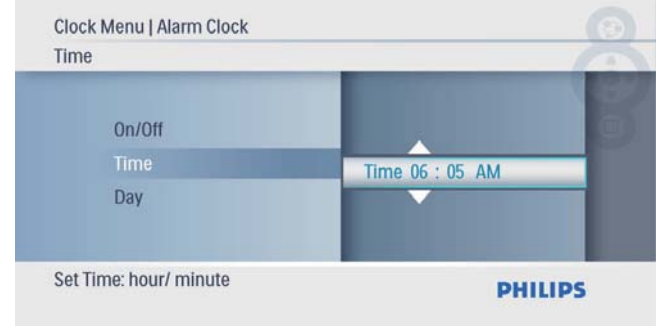 Clock Menu | Alarm Clock
Time
On/Off
Time
Time 06 : 05 AM
Day
Set Time: hour/ minute
PHILIPS